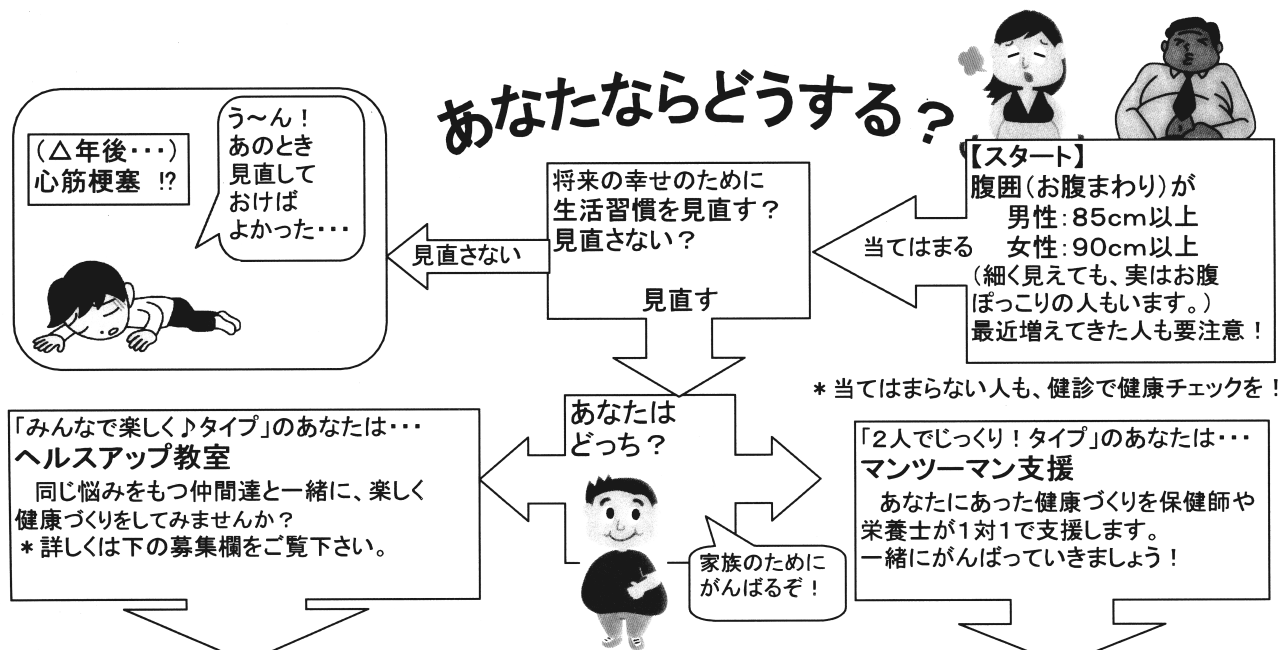 あなたならどうする？
【スタート】
腹囲（お腹まわり）が
男性：８５ｃｍ以上
女性：９０ｃｍ以上
（細く見えても、実はお腹
ぽっこりの人もいます。）
最近増えてきた人も要注意！
当てはまる
＊当てはまらない人も、健診で健康チェックを！
将来の幸せのために
生活習慣を見直す？
見直さない？
見直す
見直さない
（△年後・・・）
心筋梗塞 !?
う～ん！
あのとき
見直して
おけば
よかった・・・
あなたは
どっち？
家族のために
がんばるぞ！
「みんなで楽しく♪タイプ」のあなたは・・・
ヘルスアップ教室
同じ悩みをもつ仲間達と一緒に、楽しく
健康づくりをしてみませんか？
＊詳しくは下の募集欄をご覧下さい。
「２人でじっくり！タイプ」のあなたは・・・
マンツーマン支援
あなたにあった健康づくりを保健師や
栄養士が１対１で支援します。
一緒にがんばっていきましょう！